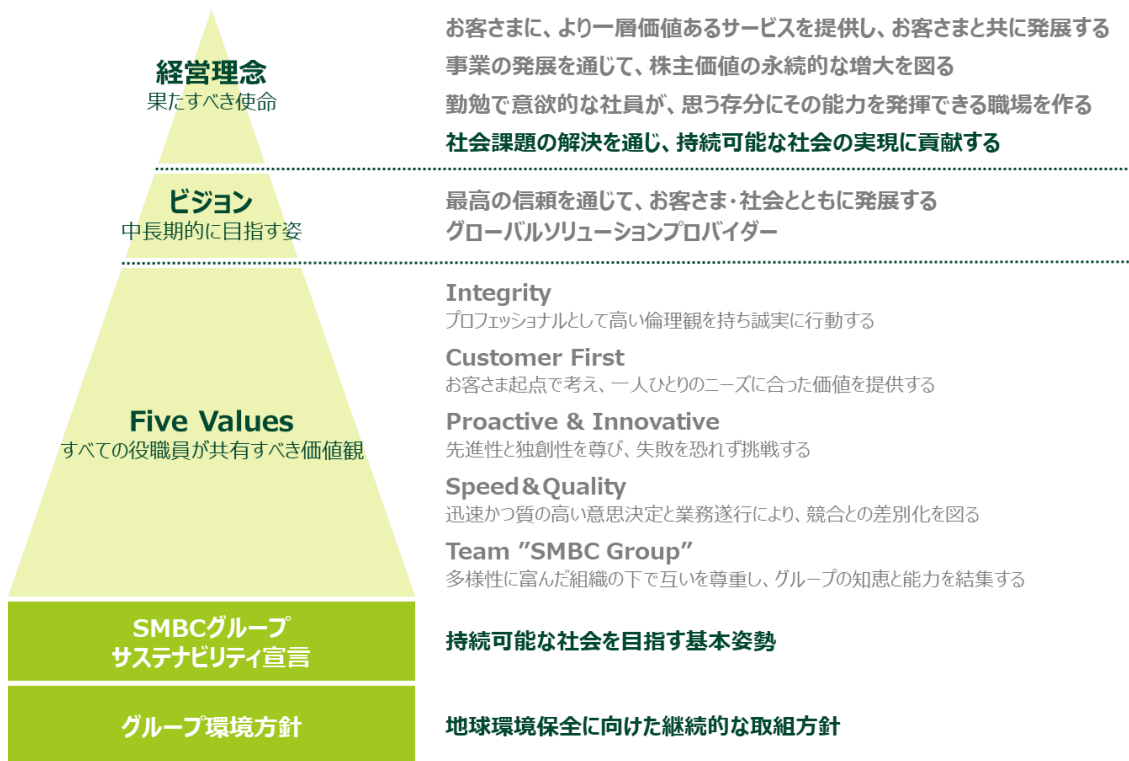 経営理念
果たすべき使命
お客さまに、より一層価値あるサービスを提供し、お客さまと共に発展する
事業の発展を通じて、株主価値の永続的な増大を図る
勤勉で意欲的な社員が、思う存分にその能力を発揮できる職場を作る
社会課題の解決を通じ、持続可能な社会の実現に貢献する
ビジョン
中長期的に目指す姿
最高の信頼を通じて、お客さま・社会とともに発展する
グローバルソリューションプロバイダー
Five Values
すべての役職員が共有すべき価値観
Integrity
プロフェッショナルとして高い倫理観を持ち誠実に行動する
Customer First
お客さま起点で考え、一人ひとりのニーズに合った価値を提供する
Proactive & Innovative
先進性と独創性を尊び、失敗を恐れず挑戦する
Speed&Quality
迅速かつ質の高い意思決定と業務遂行により、競合との差別化を図る
Team ”SMBC Group”
多様性に富んだ組織の下で互いを尊重し、グループの知恵と能力を結集する
SMBCグループ
サステナビリティ宣言
持続可能な社会を目指す基本姿勢
グループ環境方針
地球環境保全に向けた継続的な取組方針